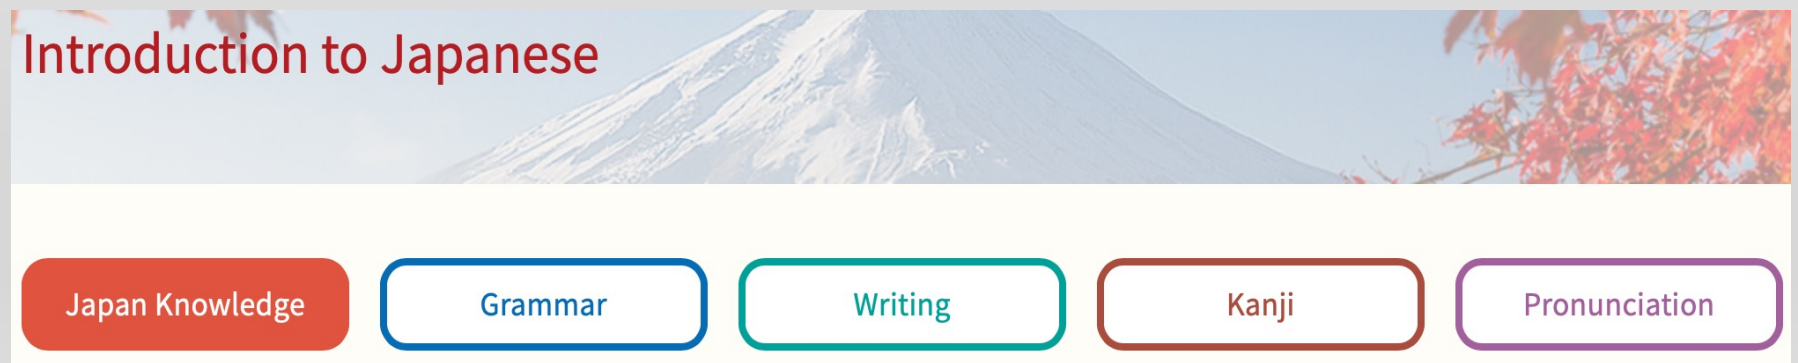 Introduction to Japanese
Japan Knowledge
Grammar
Writing
Kanji
Pronunciation